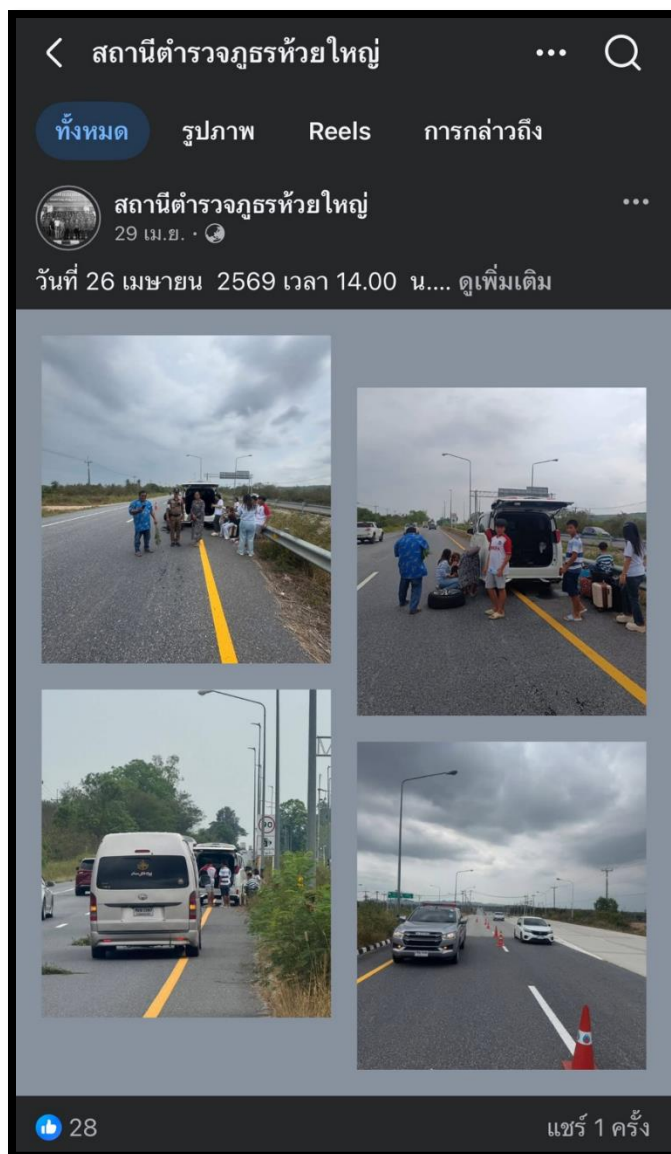 สถานีตำรวจภูธรห้วยใหญ่
ทั้งหมด รูปภาพ Reels การกล่าวถึง
สถานีตำรวจภูธรห้วยใหญ่
29 เม.ย.
วันที่ 26 เมษายน 2569 เวลา 14.00 น.... ดูเพิ่มเติม
90
28
แชร์ 1 ครั้ง